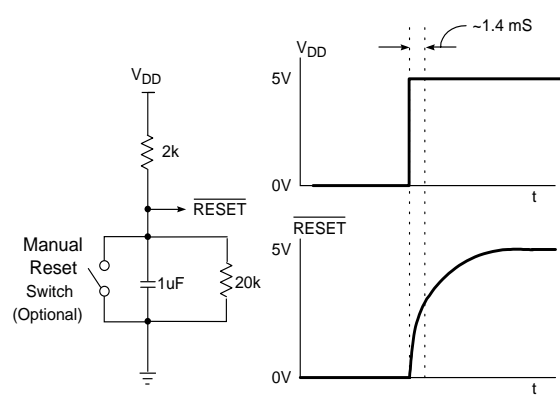 VDD
2k
RESET
Manual
Reset
Switch
(Optional)
1uF
20k
~1.4 mS
VDD
5V
0V
t
RESET
5V
0V
t